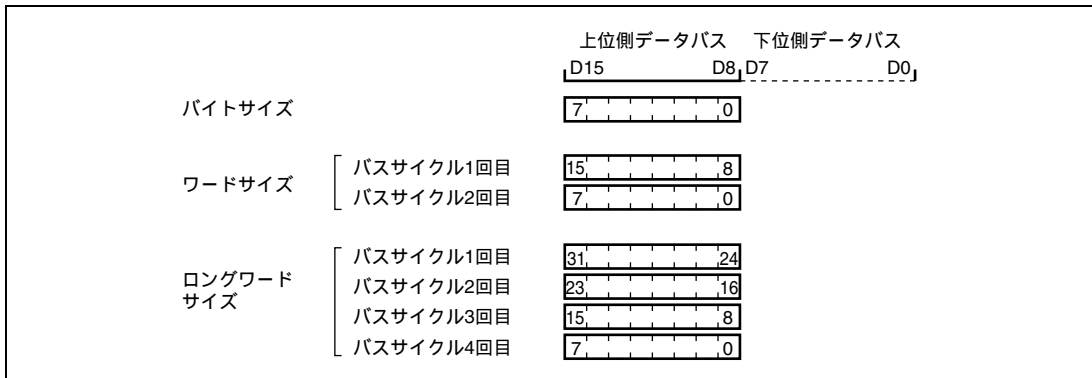 上位側データバス 下位側データバス
D15 D8 D7 D0
バイトサイズ 7 0
ワードサイズ
バスサイクル1回目 15 8
バスサイクル2回目 7 0
ロングワード
サイズ
バスサイクル1回目 31 24
バスサイクル2回目 23 16
バスサイクル3回目 15 8
バスサイクル4回目 7 0